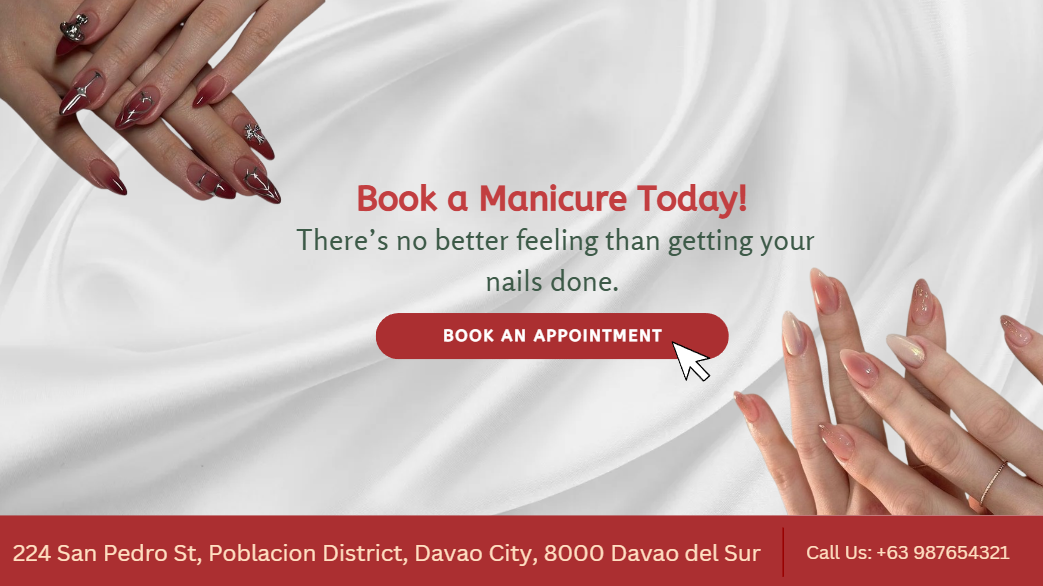 Book a Manicure Today!
There’s no better feeling than getting your
nails done.
BOOK AN APPOINTMENT
224 San Pedro St, Poblacion District, Davao City, 8000 Davao del Sur
Call Us: +63 987654321